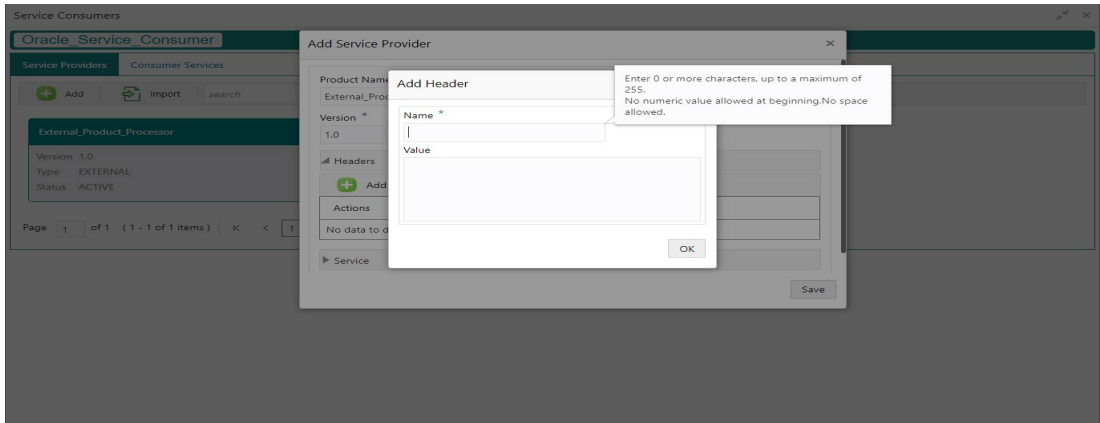 Service Consumers
Oracle_Service_Consumer
Service Providers Consumer Services
Add Import search
External_Product_Processor
Version 1.0
Type EXTERNAL
Status ACTIVE
Page 1 of 1 (1 - 1 of 1 items) K < 1
Add Service Provider
Product Name
External_Proc
Version *
1.0
Headers
Add
Actions
No data to d
Service
Save
Add Header
Name *
Value
OK
Enter 0 or more characters, up to a maximum of
255.
No numeric value allowed at beginning.No space
allowed.